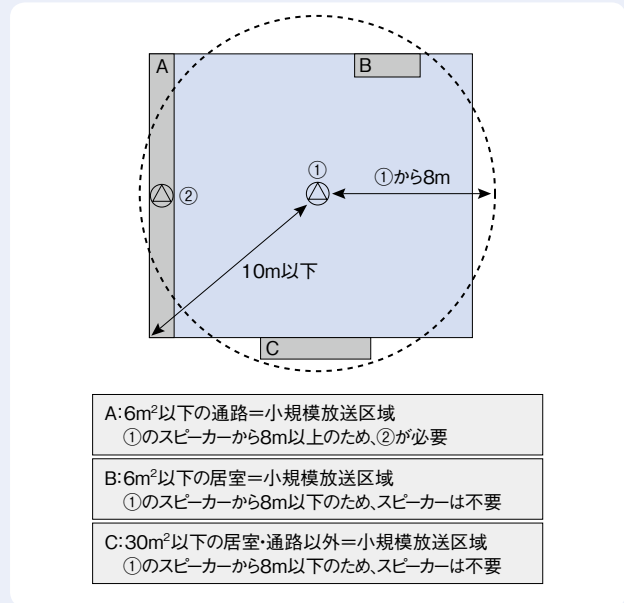 A
B
①
①から8m
②
10m以下
C
A:6m²以下の通路=小規模放送区域
①のスピーカーから8m以上のため、②が必要
B:6m²以下の居室=小規模放送区域
①のスピーカーから8m以下のため、スピーカーは不要
C:30m²以下の居室・通路以外=小規模放送区域
①のスピーカーから8m以下のため、スピーカーは不要